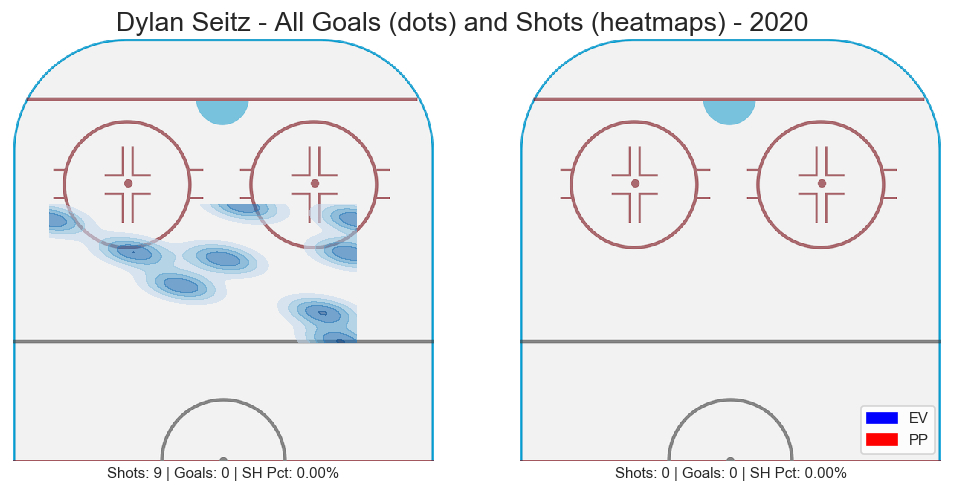 Dylan Seitz - All Goals (dots) and Shots (heatmaps) - 2020
EV
PP
Shots: 9 | Goals: 0 | SH Pct: 0.00%
Shots: 0 | Goals: 0 | SH Pct: 0.00%